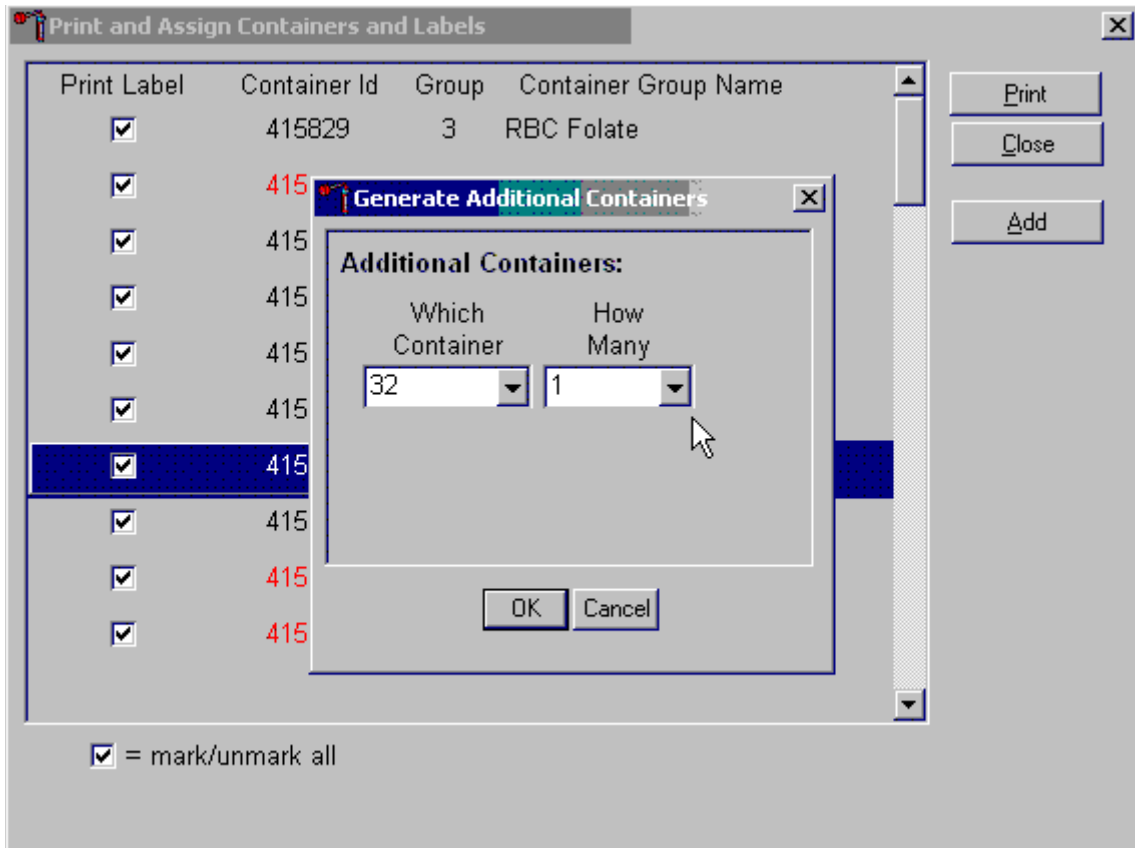 Print and Assign Containers and Labels
Print Label Container Id Group Container Group Name
415829 3 RBC Folate
415
415
415
415
415
415
415
415
415
Generate Additional Containers
Additional Containers:
Which Container
How Many
32
1
OK
Cancel
Print
Close
Add
= mark/unmark all